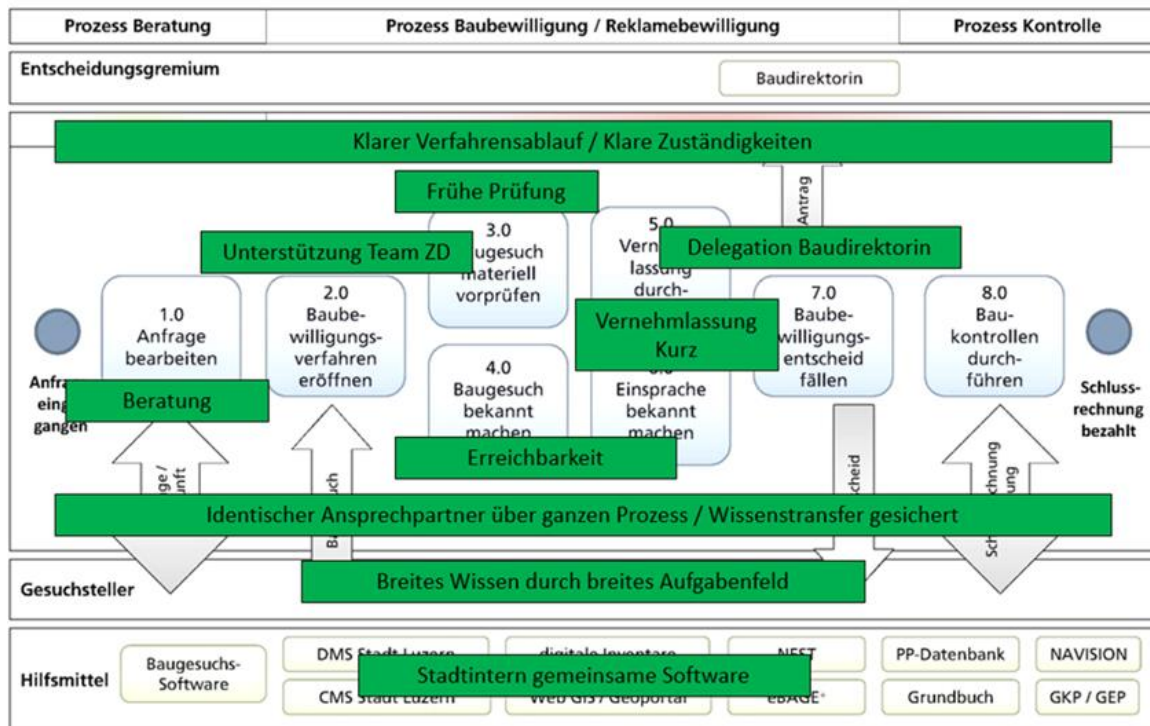 Prozess Beratung
Prozess Baubewilligung / Reklamebewilligung
Prozess Kontrolle
Entscheidungsgremium
Baudirektorin
Klarer Verfahrensablauf / Klare Zuständigkeiten
Antrag
Frühe Prüfung
Unterstützung Team ZD
Delegation Baudirektorin
1.0
Anfrage
bearbeiten
2.0
Baube-
willigungs-
verfahren
eröffnen
3.0
materiell
vorprüfen
4.0
Baugesuch
bekannt
machen
5.0
lassung
durch-
Vernehmlassung
Kurz
Einsprache
bekannt
machen
7.0
Baube-
willigungs-
entscheid
fällen
8.0
Bau-
kontrollen
durch-
führen
gangen
Beratung
Schluss-
rechnung
bezahlt
Erreichbarkeit
Identischer Ansprechpartner über ganzen Prozess / Wissenstransfer gesichert
Gesuchsteller
Breites Wissen durch breites Aufgabenfeld
Hilfsmittel
Baugesuchs-
Software
DMS Stadt Luzern
digitale Inventare
NEST
PP-Datenbank
NAVISION
Stadtintern gemeinsame Software
CMS Stadt Luzern
Web GIS / Geoportal
eBAGE+
Grundbuch
GKP / GEP